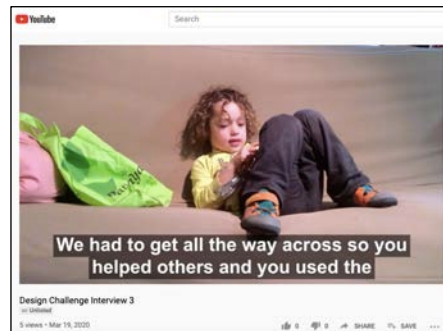 YouTube
Search
We had to get all the way across so you
helped others and you used the
Design Challenge Interview 3
Unlisted
5 views • Mar 19, 2020
0
0
SHARE
SAVE